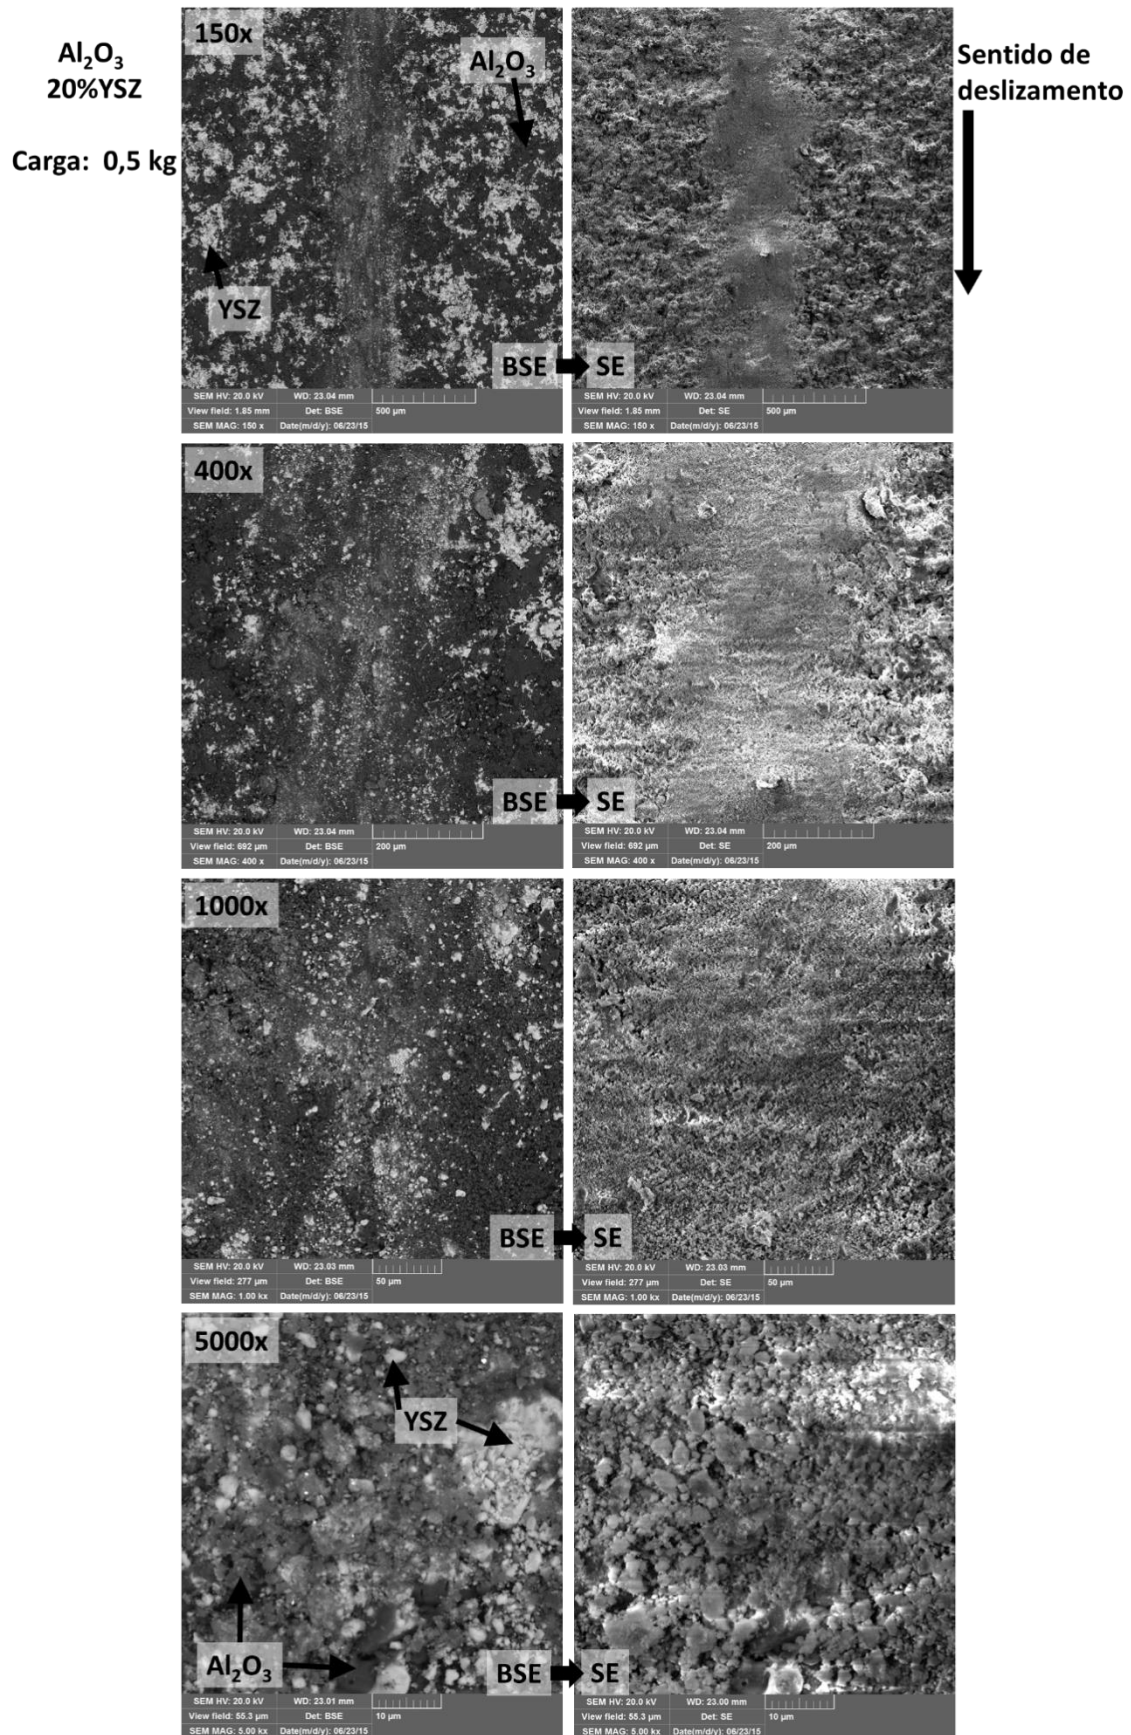 Al₂O₃
20%YSZ
Carga: 0,5 kg
Sentido de
deslizamento
150x
Al₂O₃
YSZ
BSE SE
SEM HV: 20.0 kV WD: 23.04 mm
View field: 1.85 mm Det: BSE 500 µm
SEM MAG: 150 x Date(m/d/y): 06/23/15
SEM HV: 20.0 kV WD: 23.04 mm
View field: 1.85 mm Det: SE 500 µm
SEM MAG: 150 x Date(m/d/y): 06/23/15
400x
BSE SE
SEM HV: 20.0 kV WD: 23.04 mm
View field: 692 µm Det: BSE 200 µm
SEM MAG: 400 x Date(m/d/y): 06/23/15
SEM HV: 20.0 kV WD: 23.04 mm
View field: 692 µm Det: SE 200 µm
SEM MAG: 400 x Date(m/d/y): 06/23/15
1000x
BSE SE
SEM HV: 20.0 kV WD: 23.03 mm
View field: 277 µm Det: BSE 50 µm
SEM MAG: 1.00 kx Date(m/d/y): 06/23/15
SEM HV: 20.0 kV WD: 23.03 mm
View field: 277 µm Det: SE 50 µm
SEM MAG: 1.00 kx Date(m/d/y): 06/23/15
5000x
YSZ
Al₂O₃
BSE SE
SEM HV: 20.0 kV WD: 23.01 mm
View field: 55.3 µm Det: BSE 10 µm
SEM MAG: 5.00 kx Date(m/d/y): 06/23/15
SEM HV: 20.0 kV WD: 23.00 mm
View field: 55.3 µm Det: SE 10 µm
SEM MAG: 5.00 kx Date(m/d/y): 06/23/15